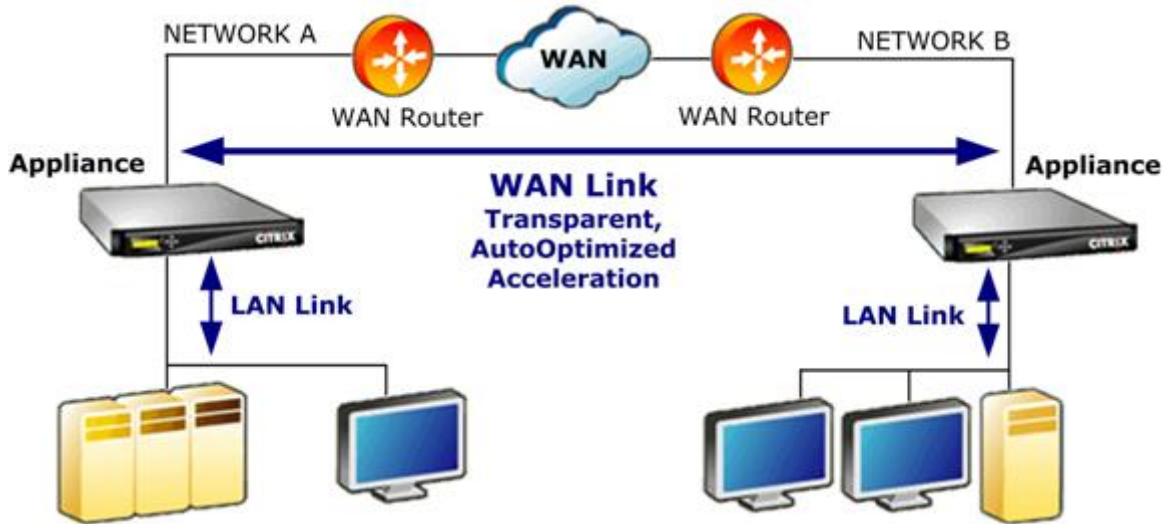 NETWORK A
WAN
NETWORK B
WAN Router
WAN Router
Appliance
Appliance
WAN Link
Transparent,
AutoOptimized
Acceleration
CITRIX
CITRIX
LAN Link
LAN Link